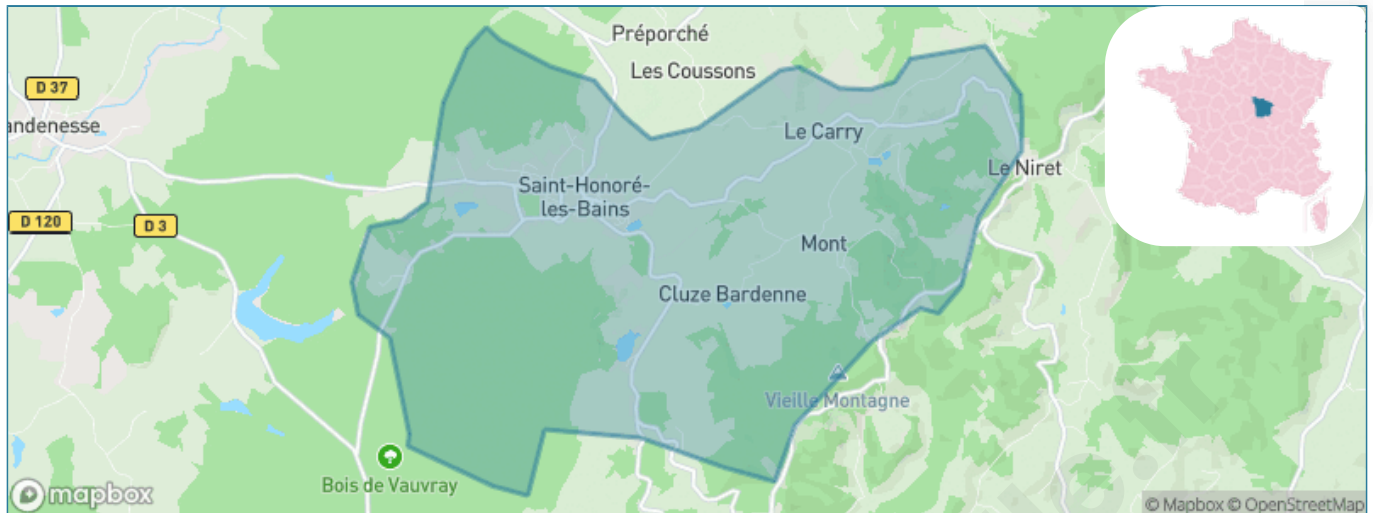 Préporché
Les Coussons
D 37
andenesse
Le Carry
Le Niret
Saint-Honoré-
les-Bains
D 120
D 3
Mont
Cluze Bardenne
Vieille Montagne
Bois de Vauvray
mapbox
© Mapbox © OpenStreetMap